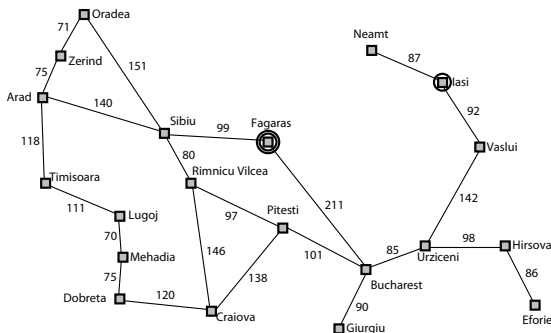 Oradea
71
Neamt
Zerind
87
151
75
Iasi
Arad
140
92
Sibiu
Fagaras
99
118
Vaslui
80
Rimnicu Vilcea
Timisoara
142
111
211
Lugoj
97
Pitesti
70
98
Hirsova
146
85
Mehadia
101
Urziceni
138
86
75
Bucharest
120
90
Dobreta
Eforie
Craiova
Giurgiu